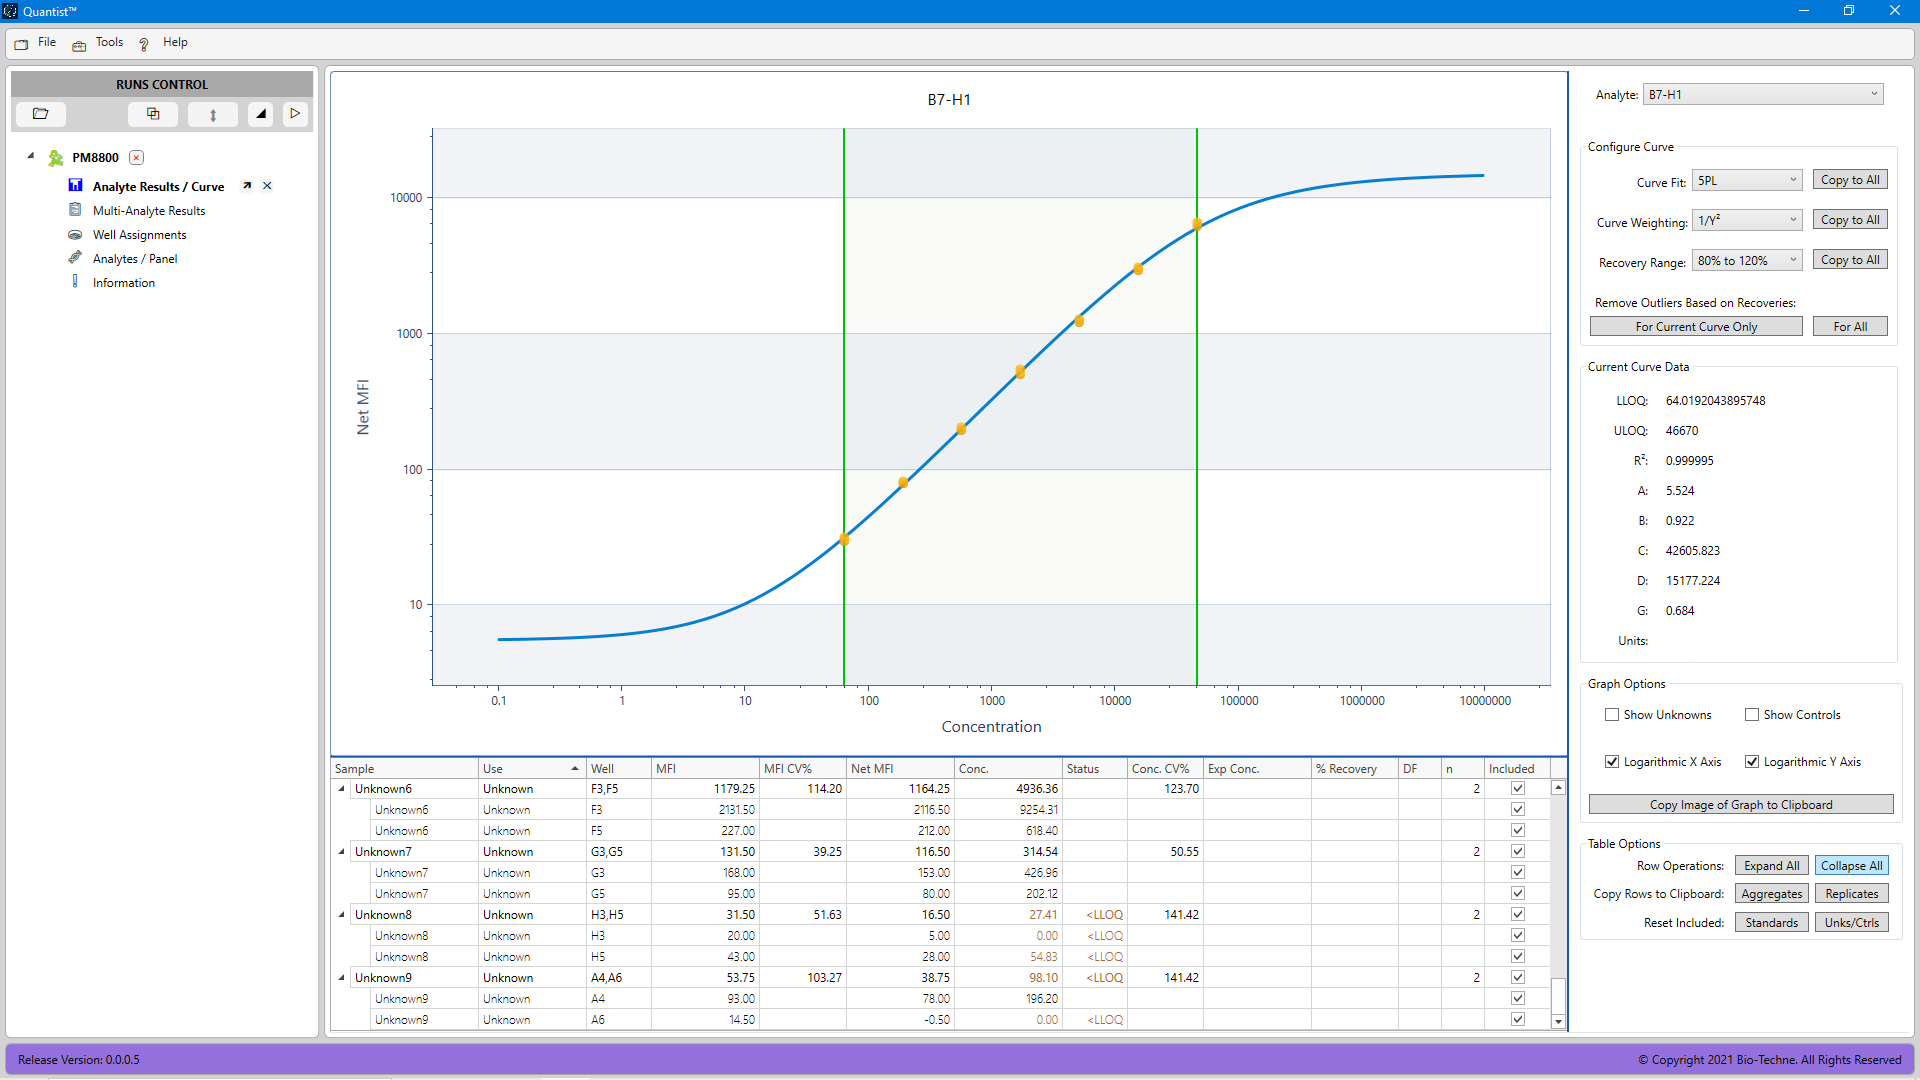 Quantist™
File Tools ? Help
RUNS CONTROL
PM8800
Analyte Results / Curve
Multi-Analyte Results
Well Assignments
Analytes / Panel
Information
B7-H1
Net MFI
10000
1000
100
10
0.1 1 10 100 1000 10000 100000 1000000 10000000
Concentration
Analyte: B7-H1
Configure Curve
Curve Fit: 5PL Copy to All
Curve Weighting: 1/Y² Copy to All
Recovery Range: 80% to 120% Copy to All
Remove Outliers Based on Recoveries:
For Current Curve Only For All
Current Curve Data
LLOQ: 64.0192043895748
ULOQ: 46670
R²: 0.999995
A: 5.524
B: 0.922
C: 42605.823
D: 15177.224
G: 0.684
Units:
Graph Options
Show Unknowns Show Controls
Logarithmic X Axis Logarithmic Y Axis
Copy Image of Graph to Clipboard
Table Options
Row Operations: Expand All Collapse All
Copy Rows to Clipboard: Aggregates Replicates
Reset Included: Standards Unks/Ctrls
Sample Use Well MFI MFI CV% Net MFI Conc. Status Conc. CV% Exp Conc. % Recovery DF n Included
Unknown6 Unknown F3,F5 1179.25 114.20 1164.25 4936.36 123.70 2
Unknown6 Unknown F3 2131.50 2116.50 9254.31
Unknown6 Unknown F5 227.00 212.00 618.40
Unknown7 Unknown G3,G5 131.50 39.25 116.50 314.54 50.55 2
Unknown7 Unknown G3 168.00 153.00 426.96
Unknown7 Unknown G5 95.00 80.00 202.12
Unknown8 Unknown H3,H5 31.50 51.63 16.50 27.41 <LLOQ 141.42 2
Unknown8 Unknown H3 20.00 5.00 0.00 <LLOQ
Unknown8 Unknown H5 43.00 28.00 54.83 <LLOQ
Unknown9 Unknown A4,A6 53.75 103.27 38.75 98.10 <LLOQ 141.42 2
Unknown9 Unknown A4 93.00 78.00 196.20
Unknown9 Unknown A6 14.50 -0.50 0.00 <LLOQ
Release Version: 0.0.0.5
© Copyright 2021 Bio-Techne. All Rights Reserved